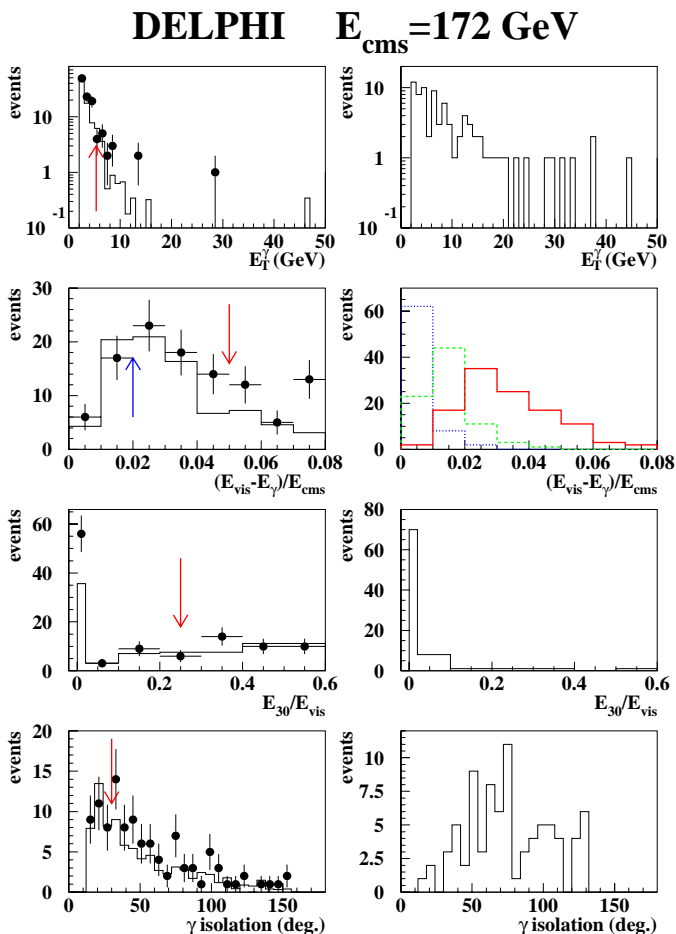 DELPHI E_cms=172 GeV
events
10
1
10^-1
0 10 20 30 40 50
E_T^γ (GeV)
events
10
1
10^-1
0 10 20 30 40 50
E_T^γ (GeV)
events
30
20
10
0
0.02 0.04 0.06 0.08
(E_vis-E_γ)/E_cms
events
60
40
20
0
0 0.02 0.04 0.06 0.08
(E_vis-E_γ)/E_cms
events
60
40
20
0
0.2 0.4 0.6
E_30/E_vis
events
80
60
40
20
0
0 0.2 0.4 0.6
E_30/E_vis
events
20
15
10
5
0
0 50 100 150
γ isolation (deg.)
events
10
7.5
5
2.5
0
0 50 100 150
γ isolation (deg.)